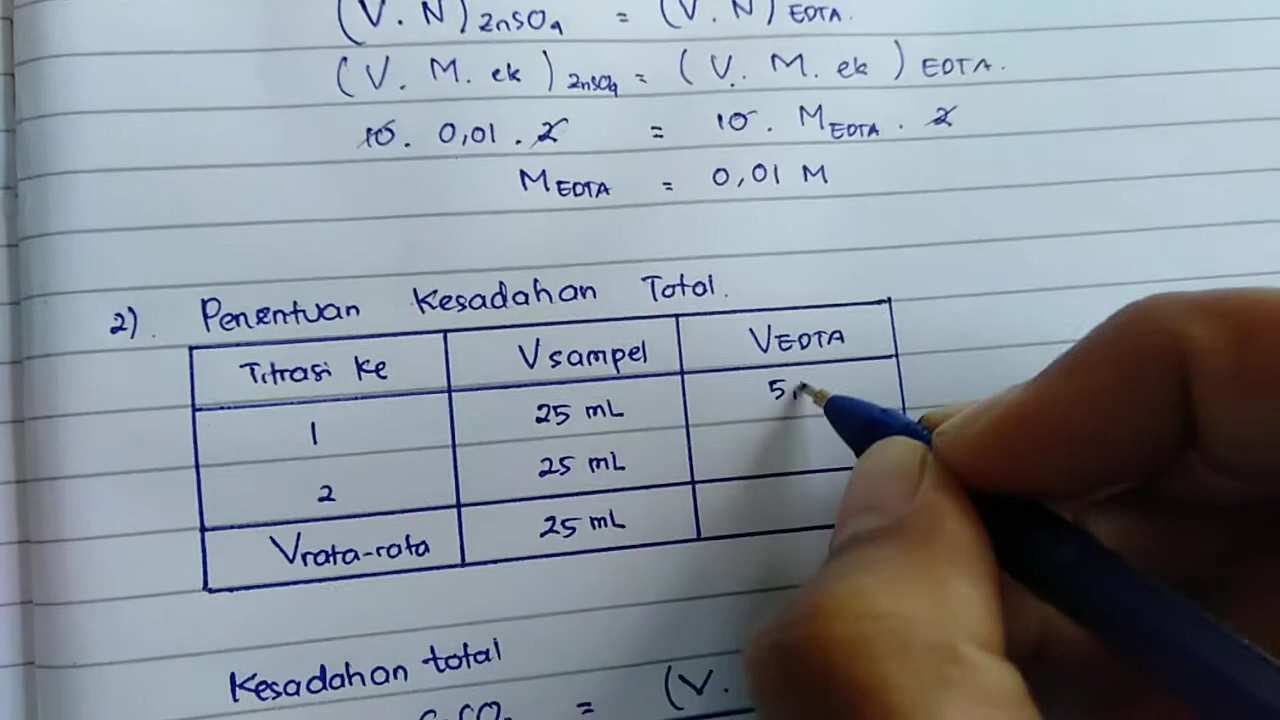 (V. N) ZnSO4 = (V. N) EDTA.
(V. M. ek) ZnSO4 = (V. M. ek) EDTA.
10. 0,01 . 2 = 10. MEDTA . 2
MEDTA = 0,01 M
2). Penentuan Kesadahan Total.
Titrasi ke Vsampel VEDTA
1 25 mL 5,
2 25 mL
Vrata-rata 25 mL
Kesadahan total
= (V.